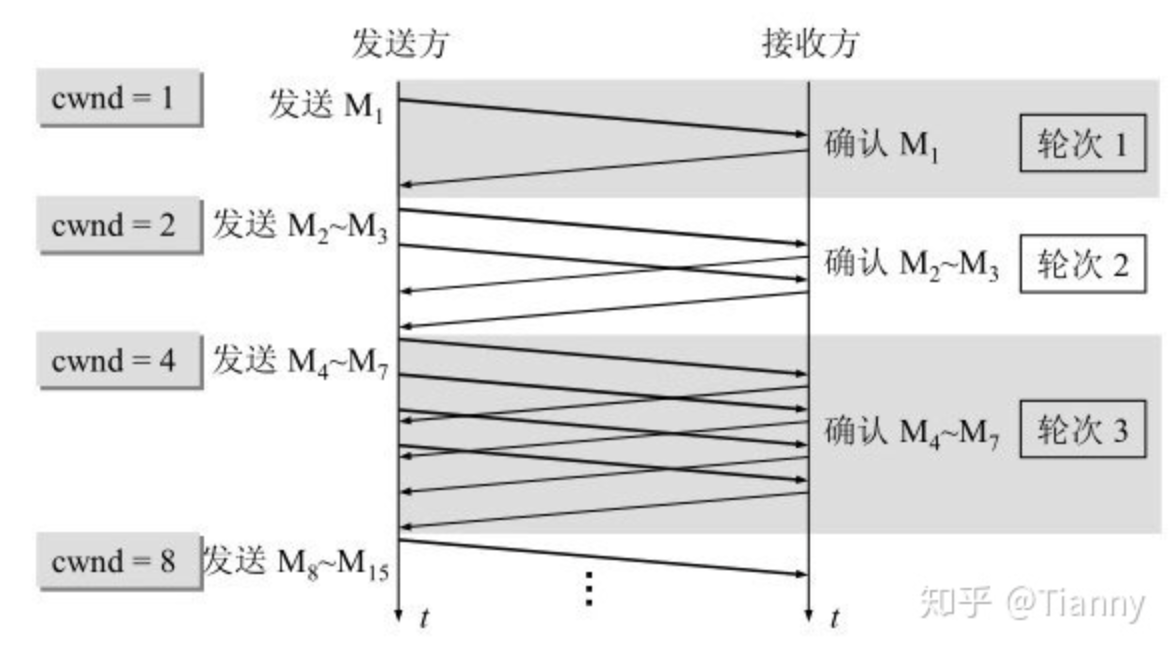 发送方 接收方
cwnd = 1 发送 M₁ 确认 M₁ 轮次 1
cwnd = 2 发送 M₂~M₃ 确认 M₂~M₃ 轮次 2
cwnd = 4 发送 M₄~M₇ 确认 M₄~M₇ 轮次 3
cwnd = 8 发送 M₈~M₁₅
t t
知乎 @Tianny